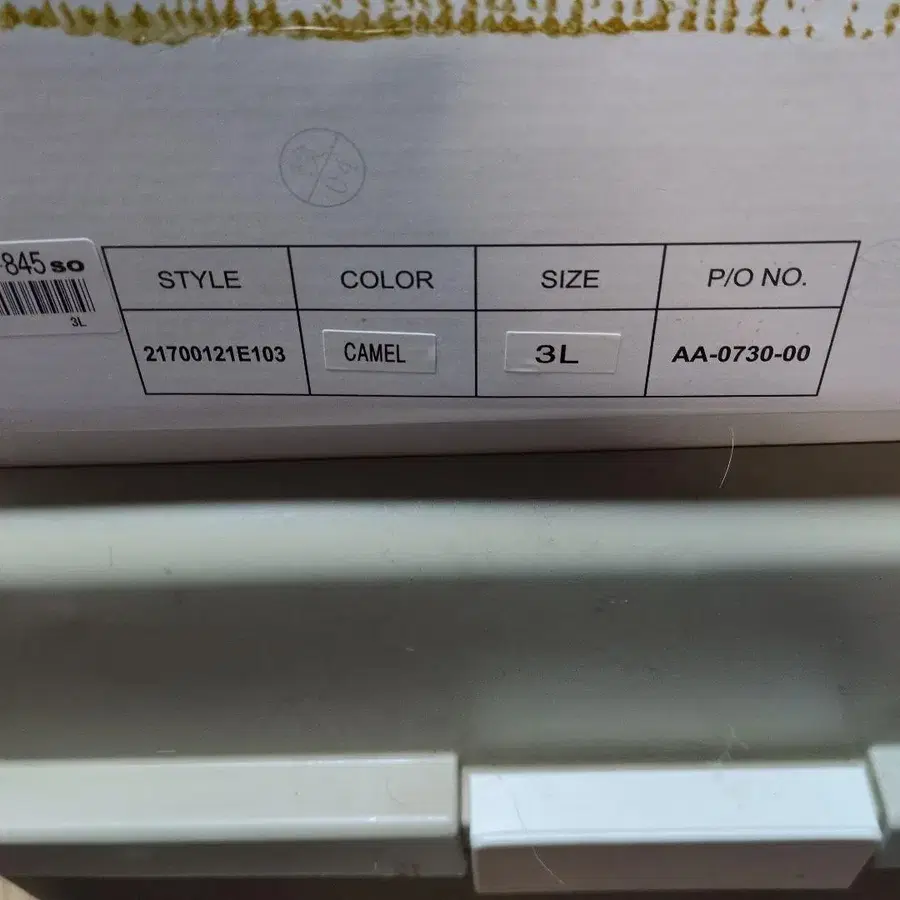 -845 so
3L
STYLE COLOR SIZE P/O NO.
21700121E103 CAMEL 3L AA-0730-00